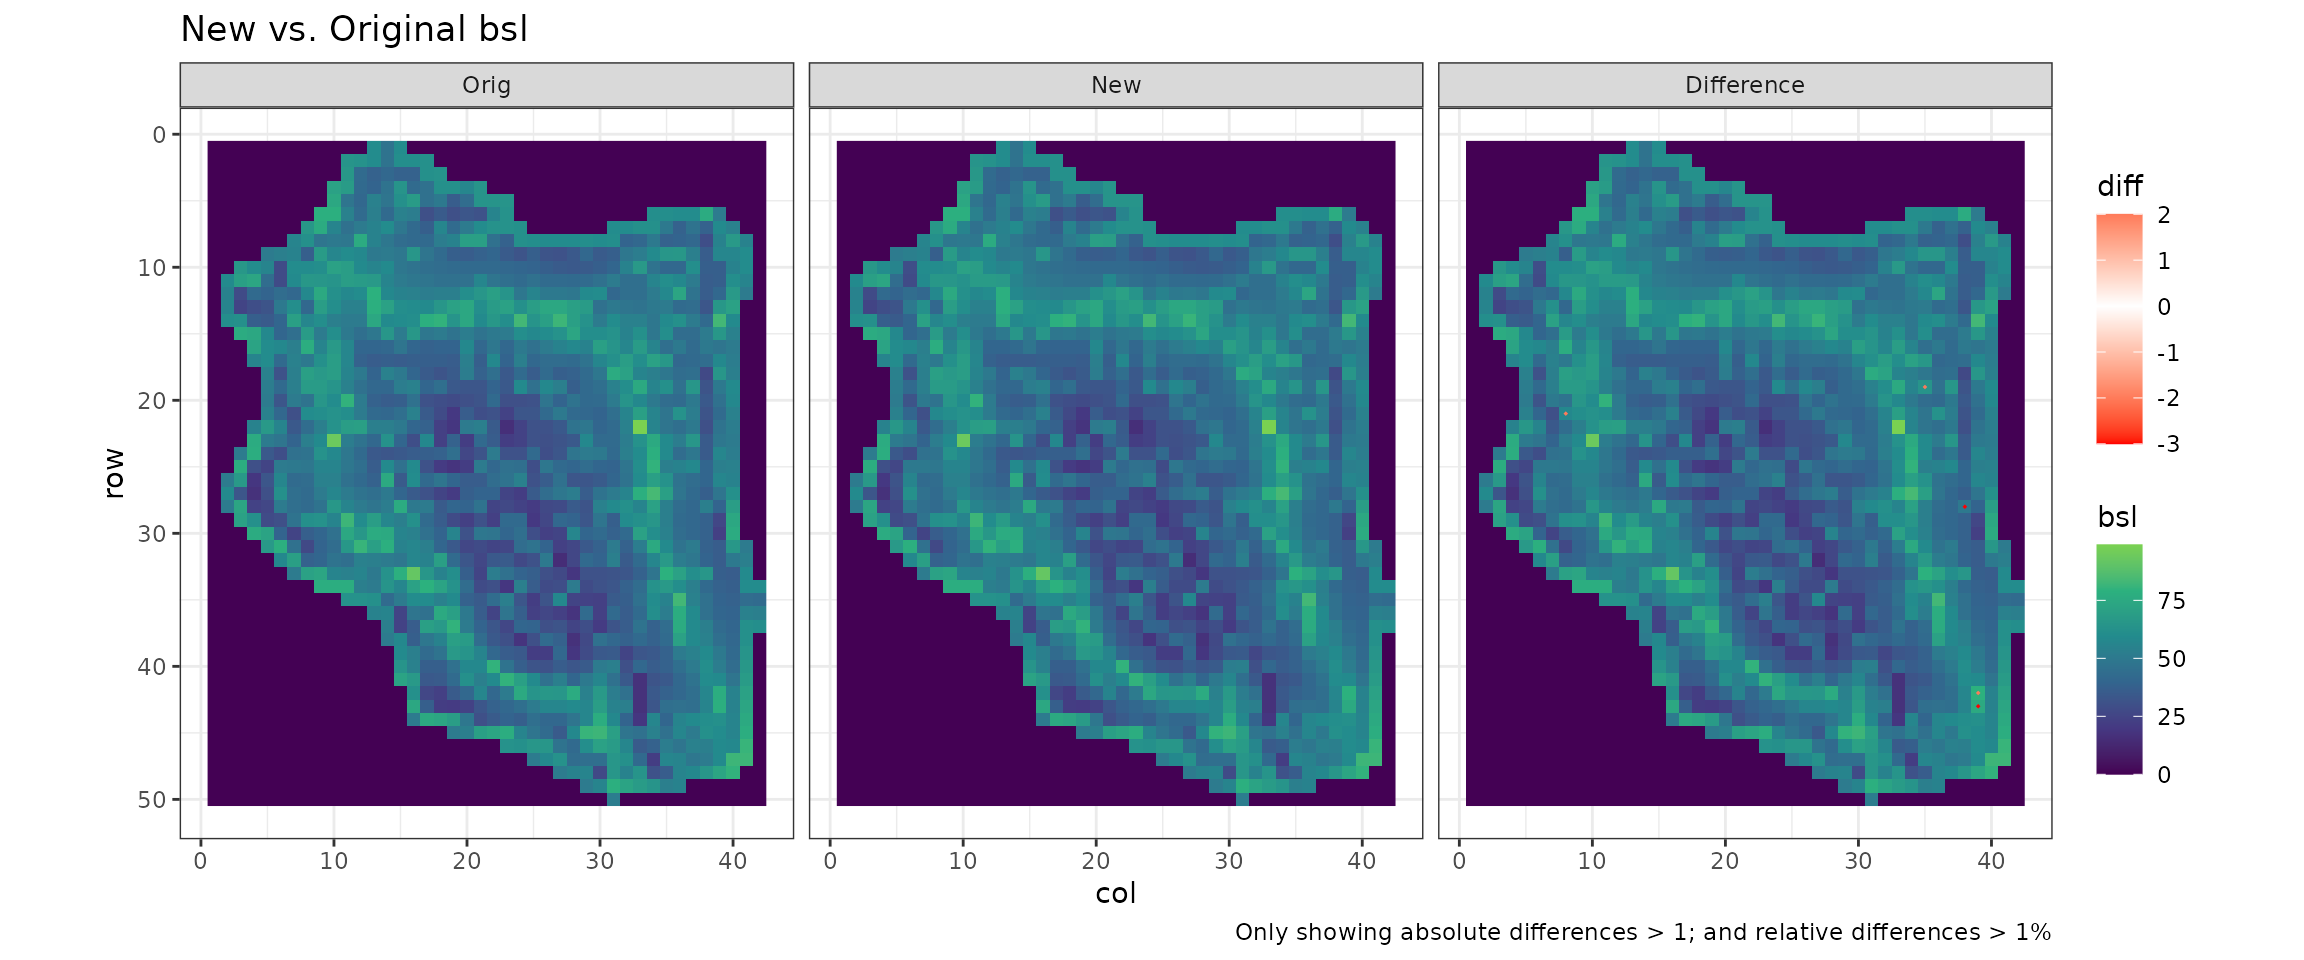 New vs. Original bsl
Orig
New
Difference
0
10
20
30
40
50
row
0 10 20 30 40
0 10 20 30 40
0 10 20 30 40
col
diff
2
1
0
-1
-2
-3
bsl
75
50
25
0
Only showing absolute differences > 1; and relative differences > 1%